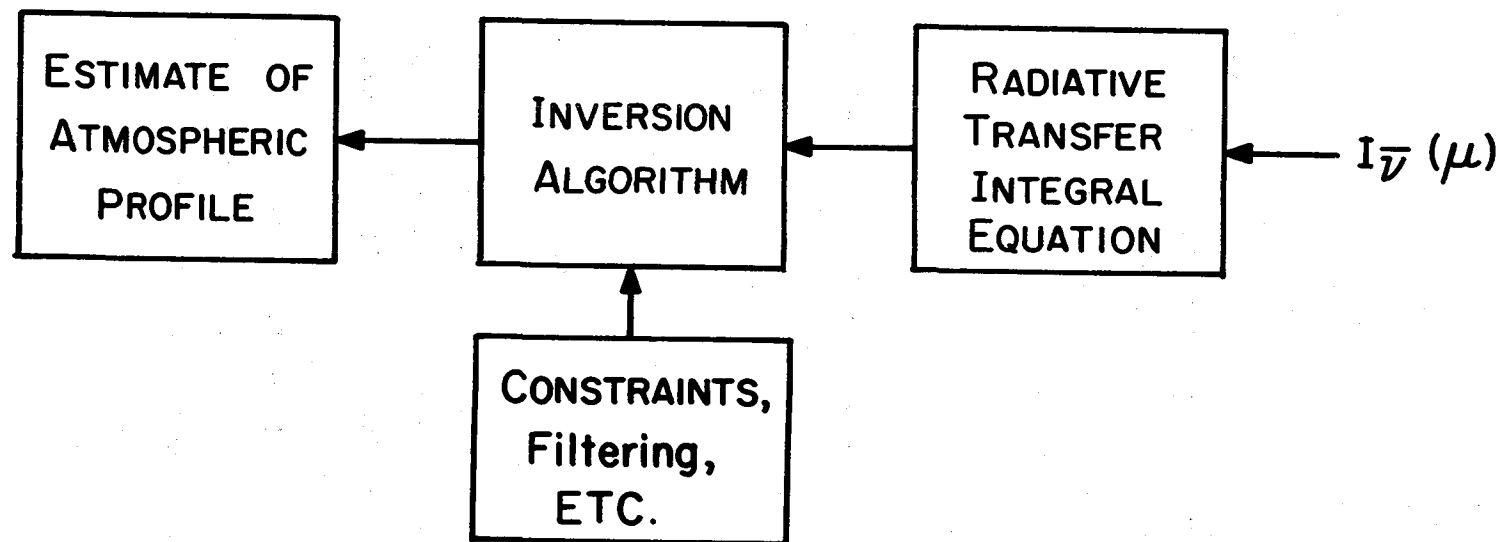 ESTIMATE OF
ATMOSPHERIC
PROFILE
INVERSION
ALGORITHM
RADIATIVE
TRANSFER
INTEGRAL
EQUATION
I_ν̅ (μ)
CONSTRAINTS,
Filtering,
ETC.